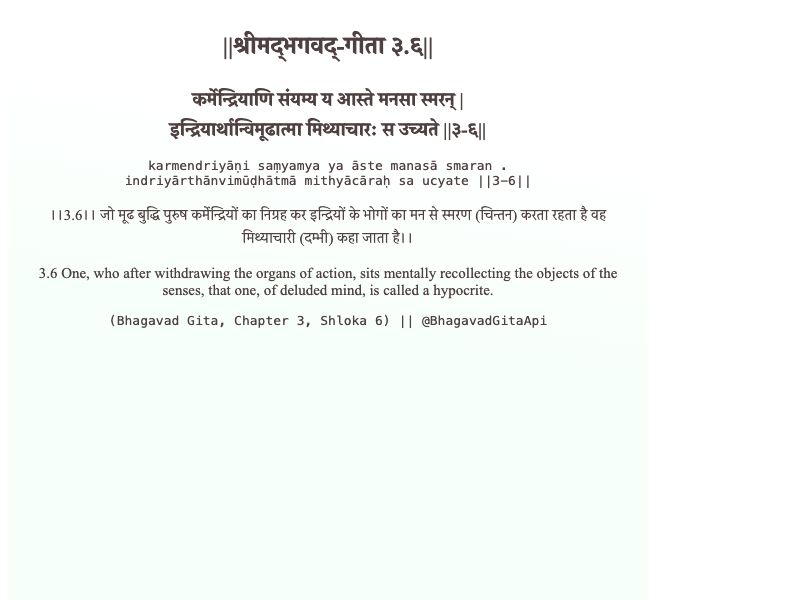 ||श्रीमद्‍भगवद्‍-गीता ३.६||
कर्मेन्द्रियाणि संयम्य य आस्ते मनसा स्मरन् |
इन्द्रियार्थान्विमूढात्मा मिथ्याचारः स उच्यते ||३-६||
karmendriyāṇi saṃyamya ya āste manasā smaran .
indriyārthānvimūḍhātmā mithyācāraḥ sa ucyate ||3-6||
।।3.6।। जो मूढ बुद्धि पुरुष कर्मेन्द्रियों का निग्रह कर इन्द्रियों के भोगों का मन से स्मरण (चिन्तन) करता रहता है वह
मिथ्याचारी (दम्भी) कहा जाता है।।
3.6 One, who after withdrawing the organs of action, sits mentally recollecting the objects of the
senses, that one, of deluded mind, is called a hypocrite.
(Bhagavad Gita, Chapter 3, Shloka 6) || @BhagavadGitaApi